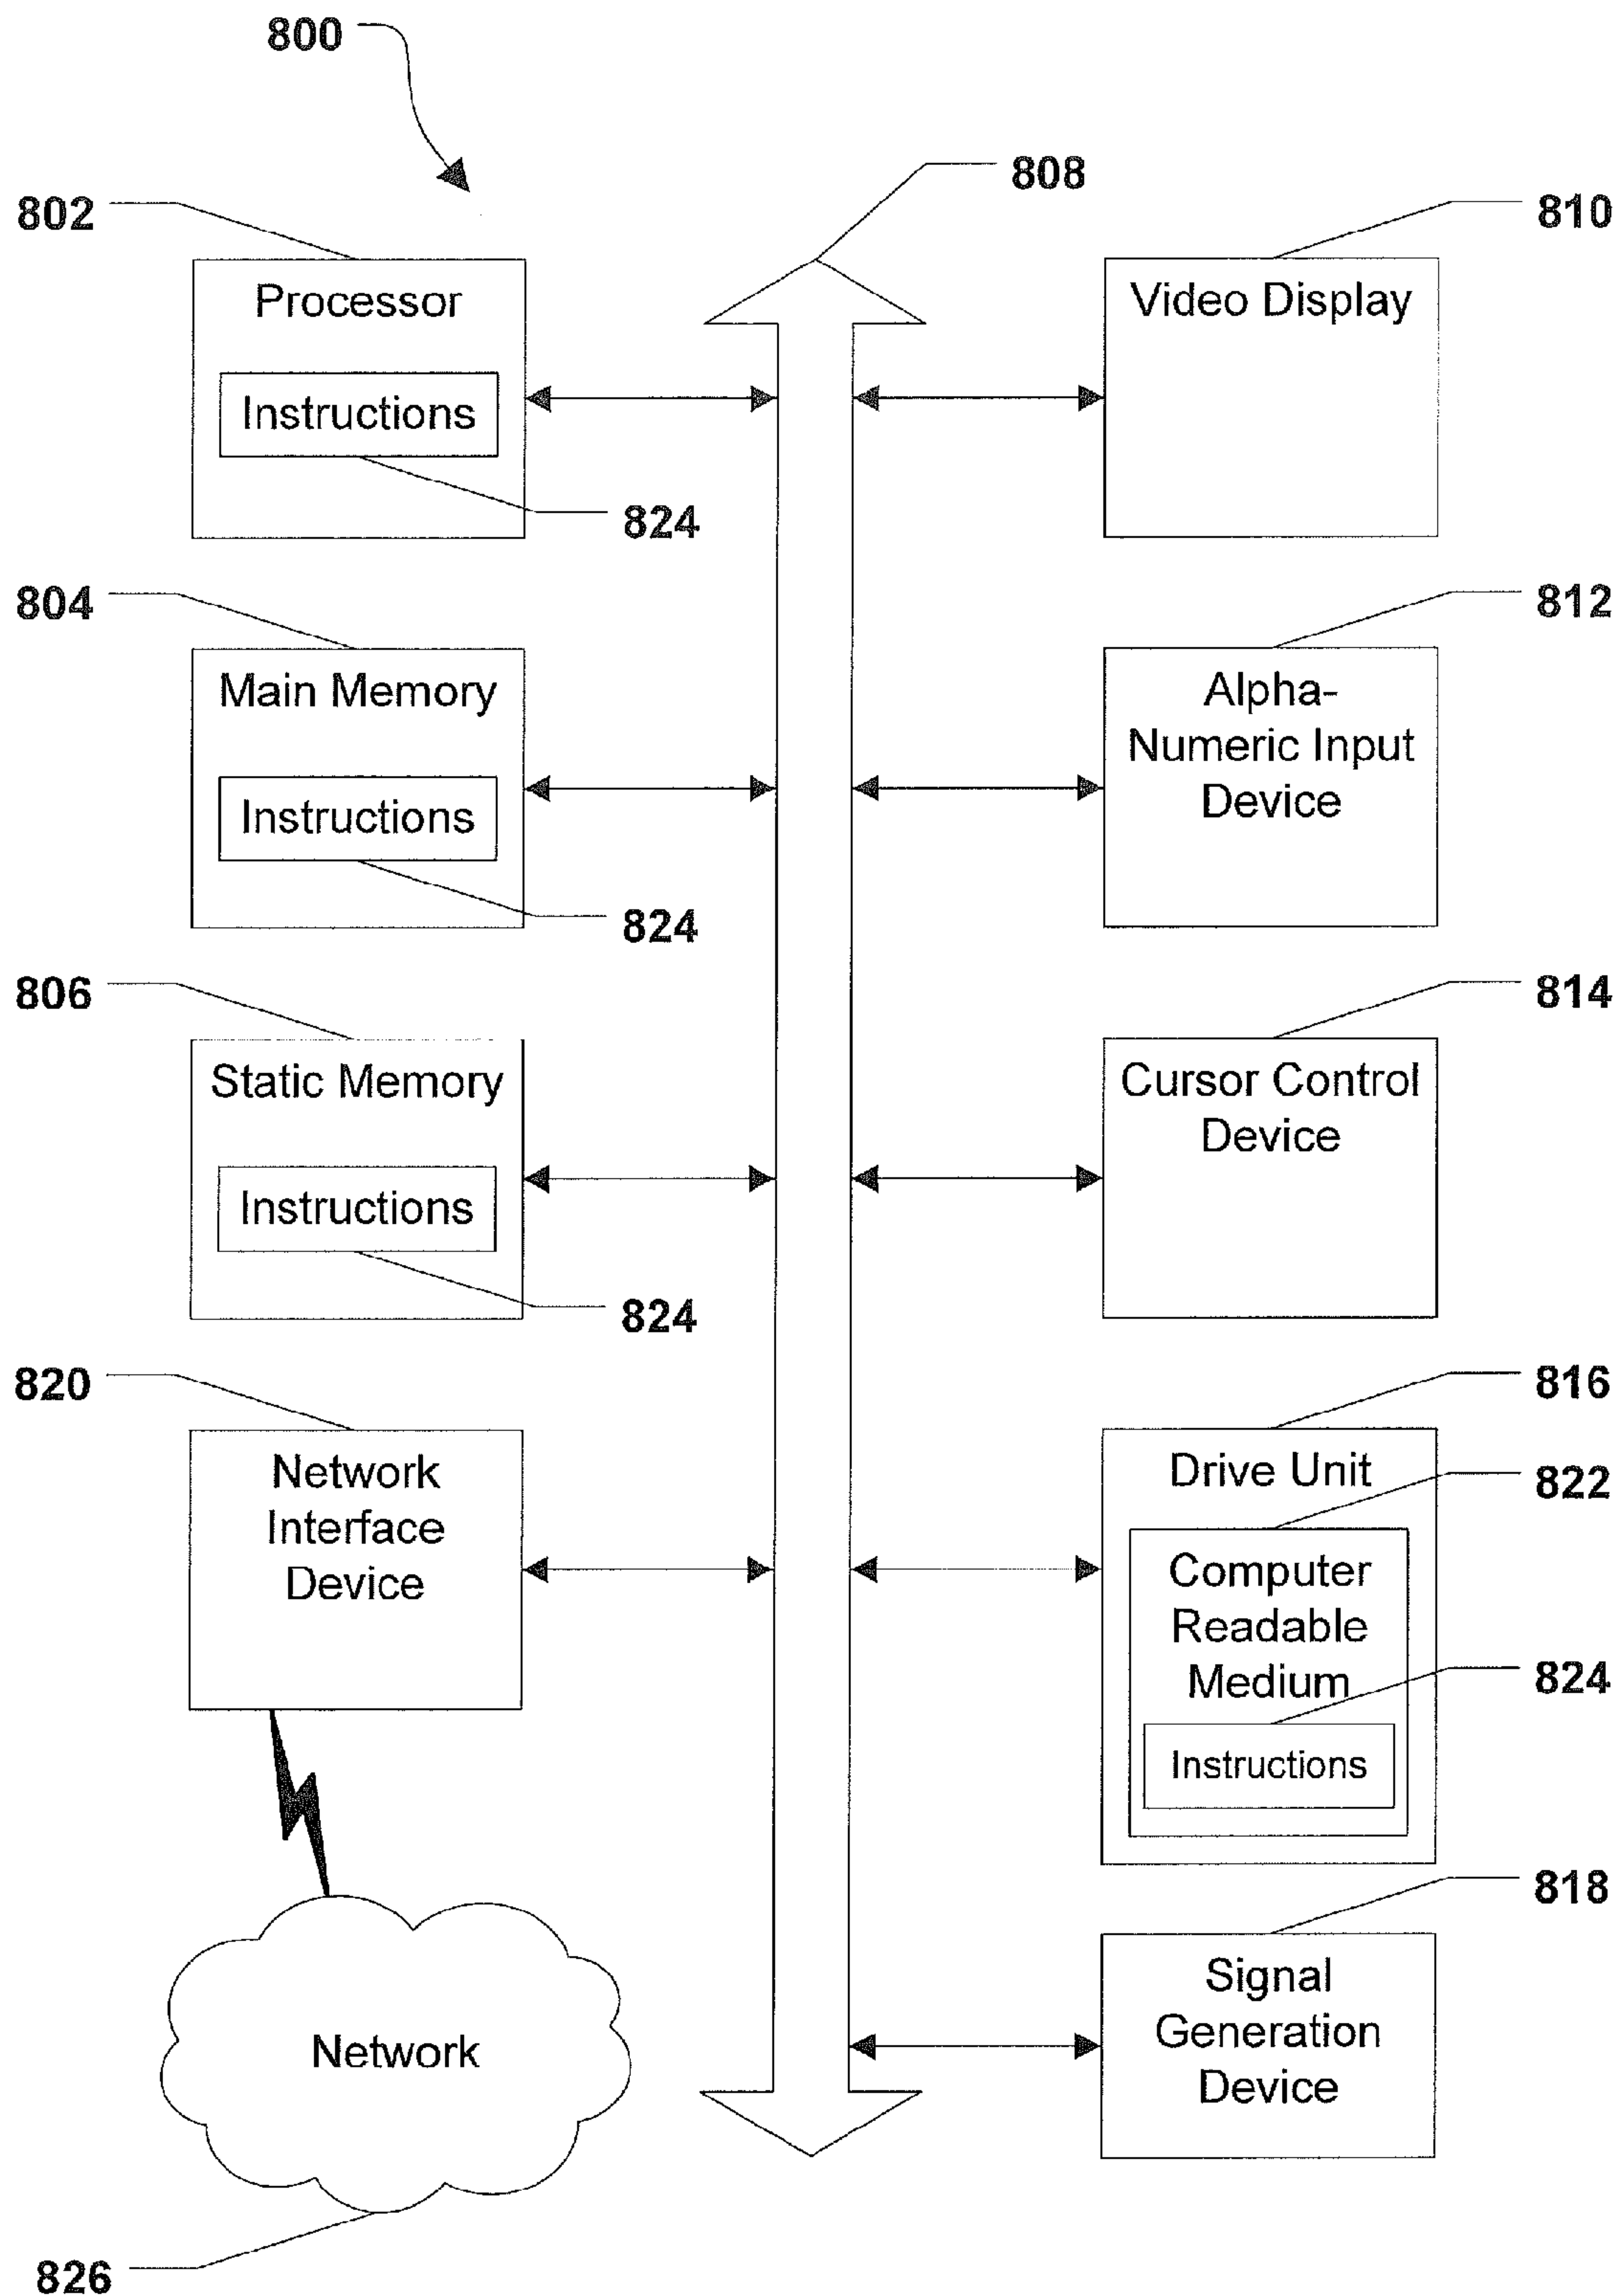 800
808
802
810
Processor
Video Display
Instructions
824
804
812
Main Memory
Alpha-
Numeric Input
Device
Instructions
824
806
814
Static Memory
Cursor Control
Device
Instructions
824
820
816
Network
Interface
Device
Drive Unit
822
Computer
Readable
Medium
824
Instructions
818
Signal
Generation
Device
Network
826